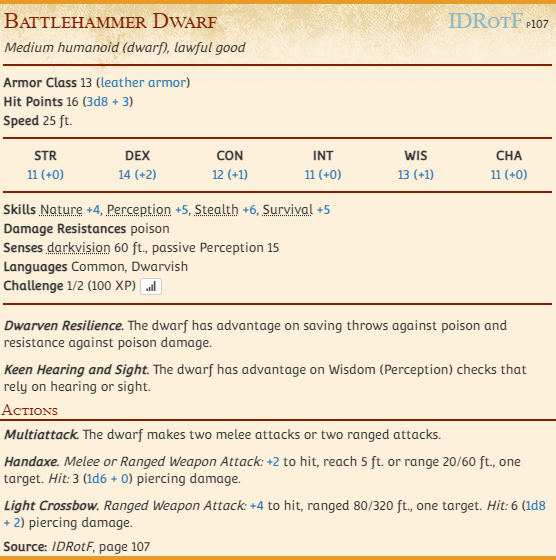 Battlehammer Dwarf IDRotF p107
Medium humanoid (dwarf), lawful good
Armor Class 13 (leather armor)
Hit Points 16 (3d8 + 3)
Speed 25 ft.
STR DEX CON INT WIS CHA
11 (+0) 14 (+2) 12 (+1) 11 (+0) 13 (+1) 11 (+0)
Skills Nature +4, Perception +5, Stealth +6, Survival +5
Damage Resistances poison
Senses darkvision 60 ft., passive Perception 15
Languages Common, Dwarvish
Challenge 1/2 (100 XP)
Dwarven Resilience. The dwarf has advantage on saving throws against poison and
resistance against poison damage.
Keen Hearing and Sight. The dwarf has advantage on Wisdom (Perception) checks that
rely on hearing or sight.
Actions
Multiattack. The dwarf makes two melee attacks or two ranged attacks.
Handaxe. Melee or Ranged Weapon Attack: +2 to hit, reach 5 ft. or range 20/60 ft., one
target. Hit: 3 (1d6 + 0) piercing damage.
Light Crossbow. Ranged Weapon Attack: +4 to hit, ranged 80/320 ft., one target. Hit: 6 (1d8
+ 2) piercing damage.
Source: IDRotF, page 107